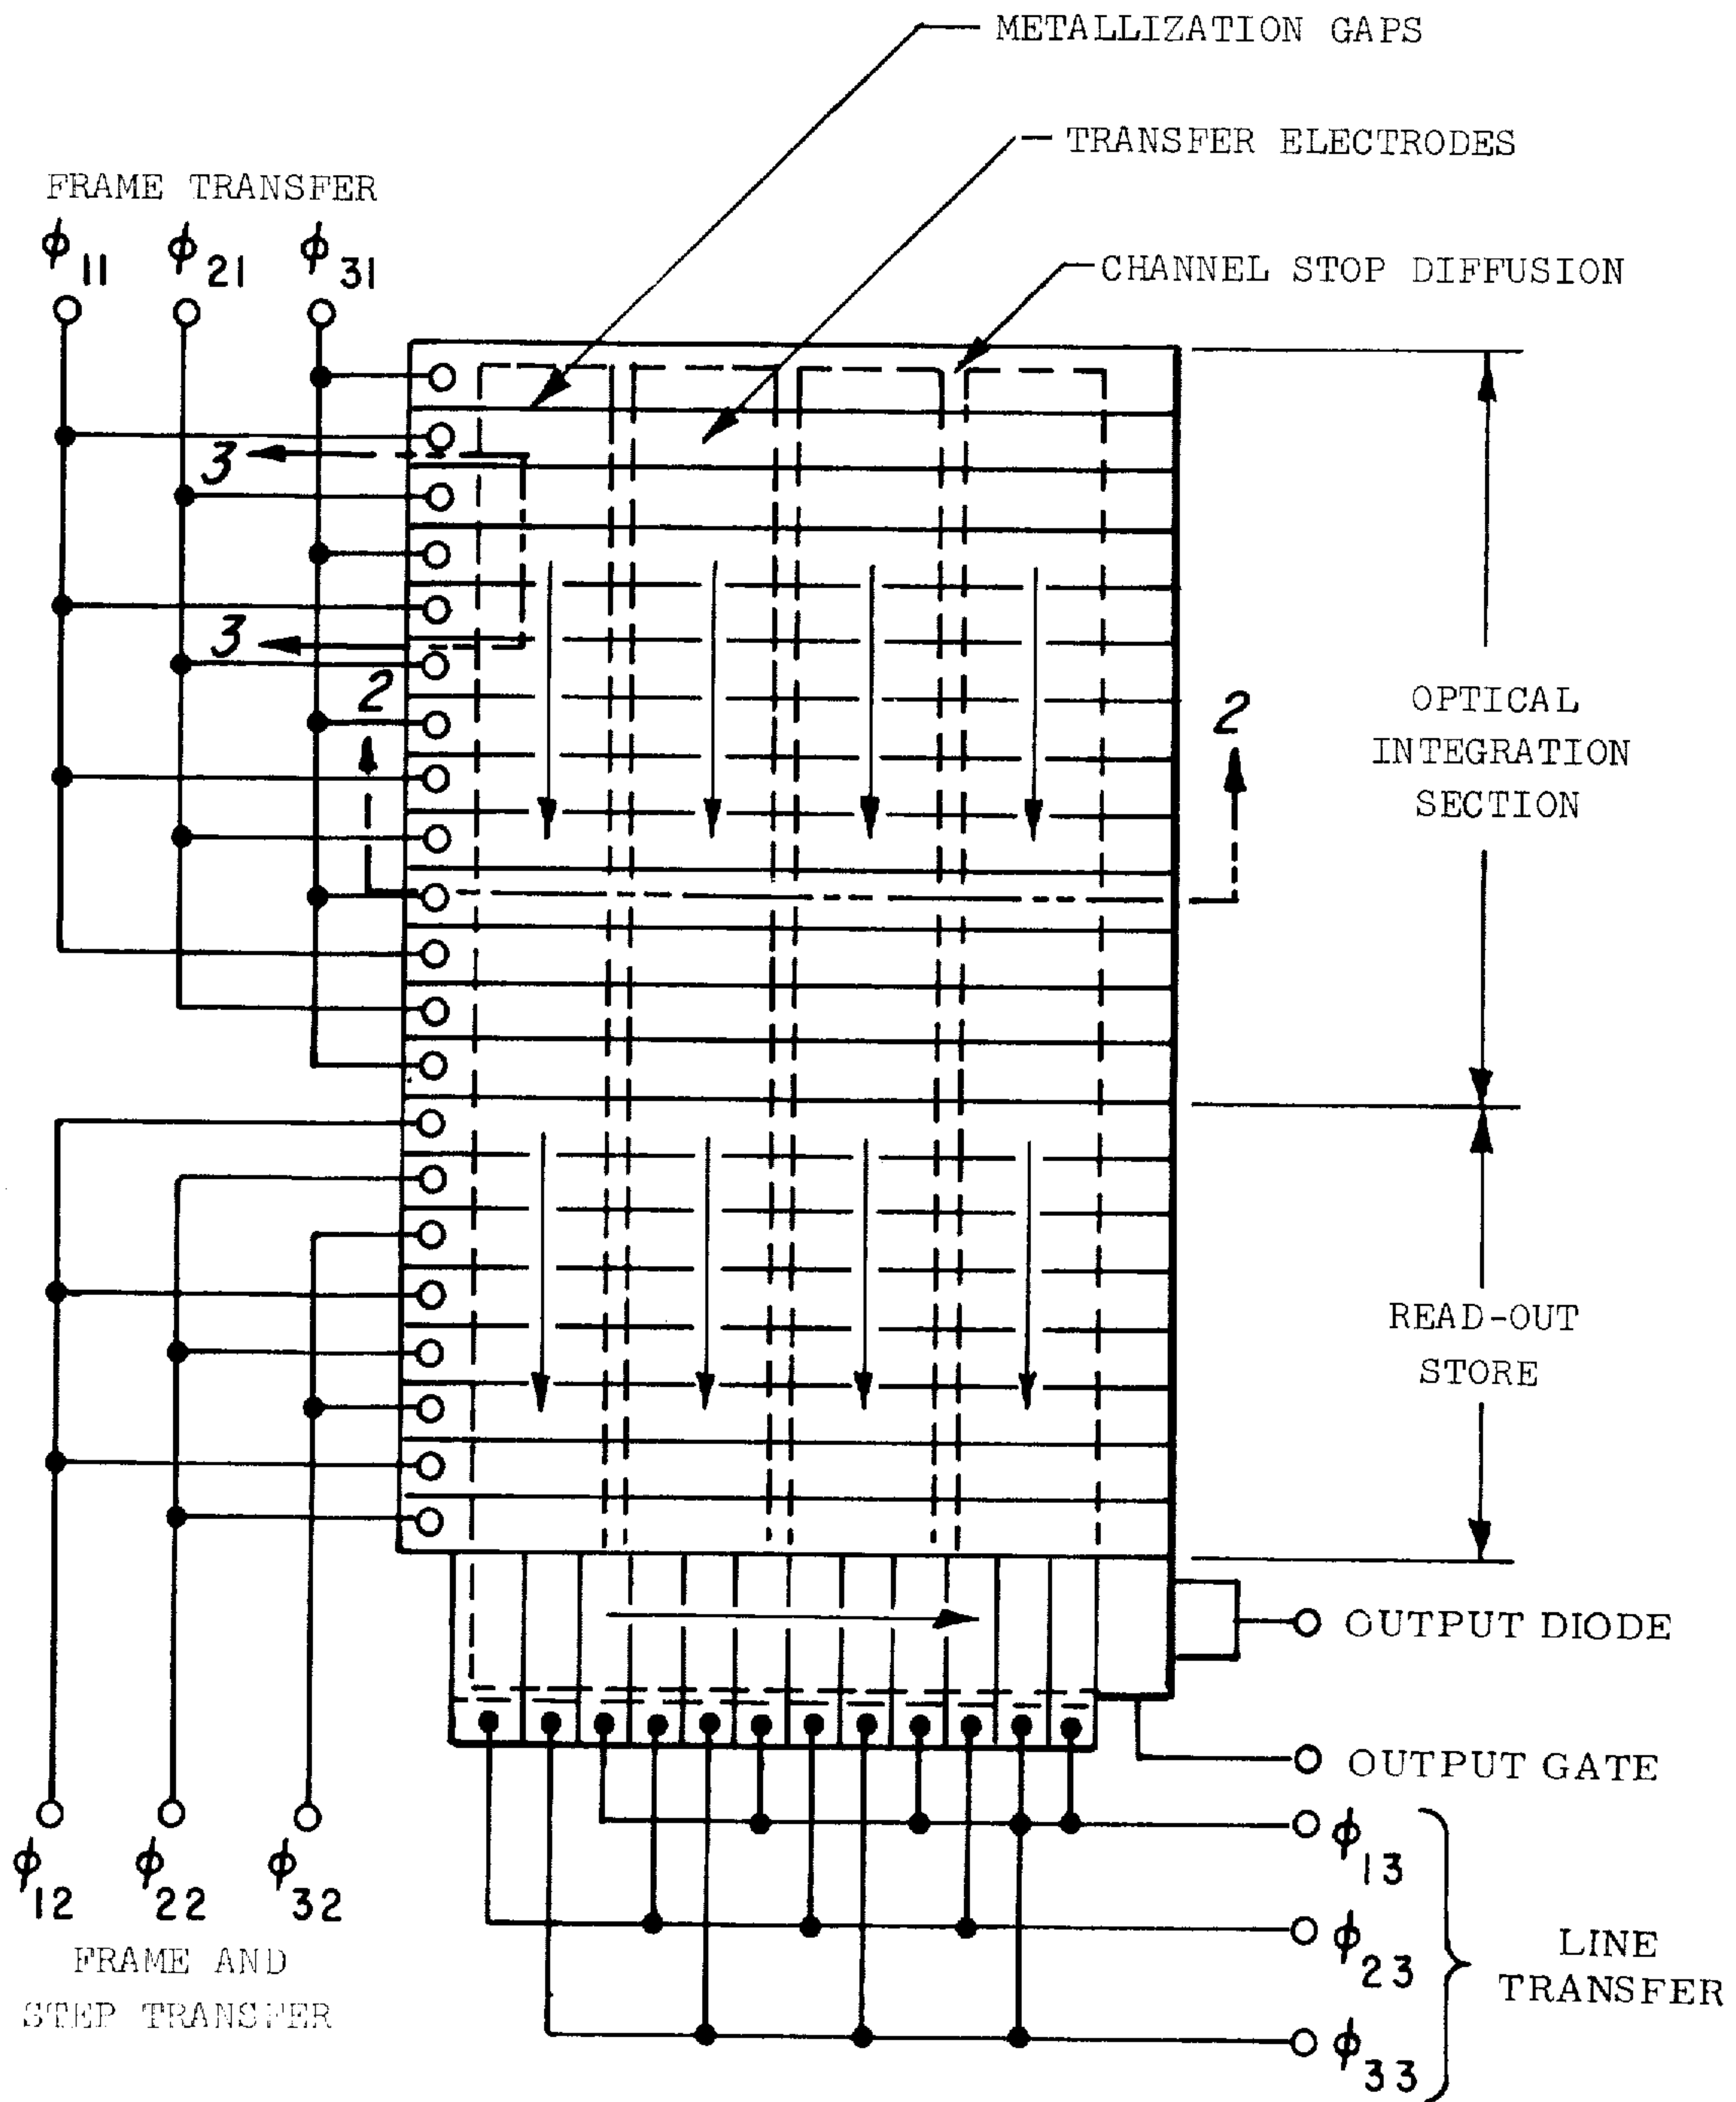 METALLIZATION GAPS
TRANSFER ELECTRODES
FRAME TRANSFER
ϕ11 ϕ21 ϕ31
CHANNEL STOP DIFFUSION
3
3
2
2
OPTICAL
INTEGRATION
SECTION
READ-OUT
STORE
OUTPUT DIODE
OUTPUT GATE
ϕ12 ϕ22 ϕ32
FRAME AND
STEP TRANSFER
ϕ13
ϕ23
ϕ33
LINE
TRANSFER